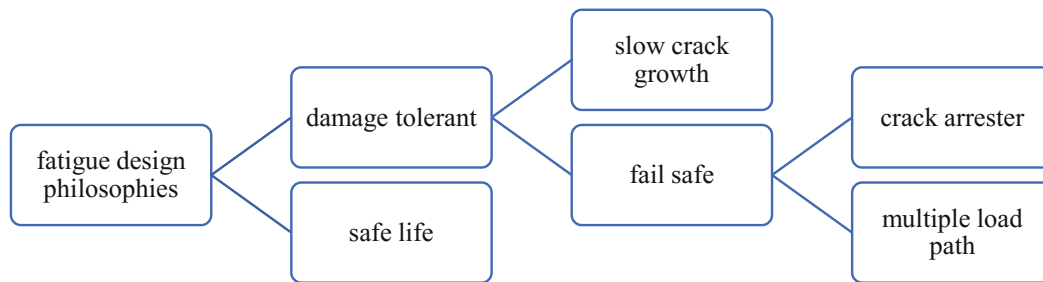 fatigue design
philosophies
damage tolerant
safe life
slow crack
growth
fail safe
crack arrester
multiple load
path